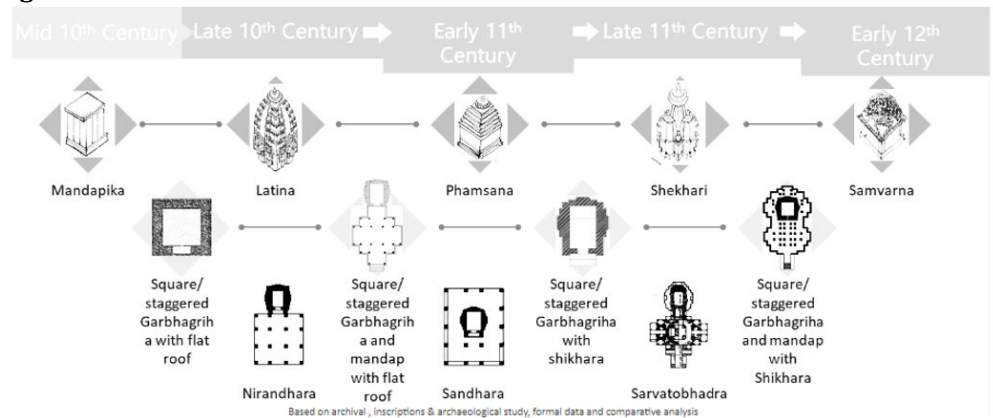 Mid 10th Century
Late 10th Century
Early 11th
Century
Late 11th Century
Early 12th
Century
Mandapika
Latina
Phamsana
Shekhari
Samvarna
Square/
staggered
Garbhagrih
a with flat
roof
Nirandhara
Square/
staggered
Garbhagrih
a and
mandap
with flat
roof
Sandhara
Square/
staggered
Garbhagriha
with
shikhara
Sarvatobhadra
Square/
staggered
Garbhagriha
and mandap
with
Shikhara
Based on archival , inscriptions & archaeological study, formal data and comparative analysis